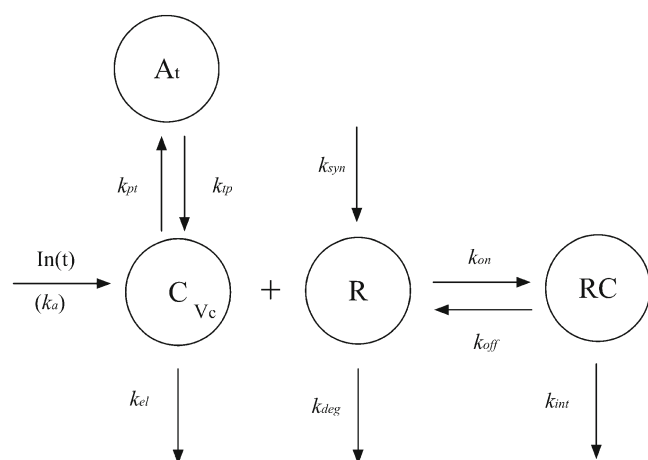 At
kpt
ktp
ksyn
In(t)
(ka)
C Vc
+
R
kon
koff
RC
kel
kdeg
kint